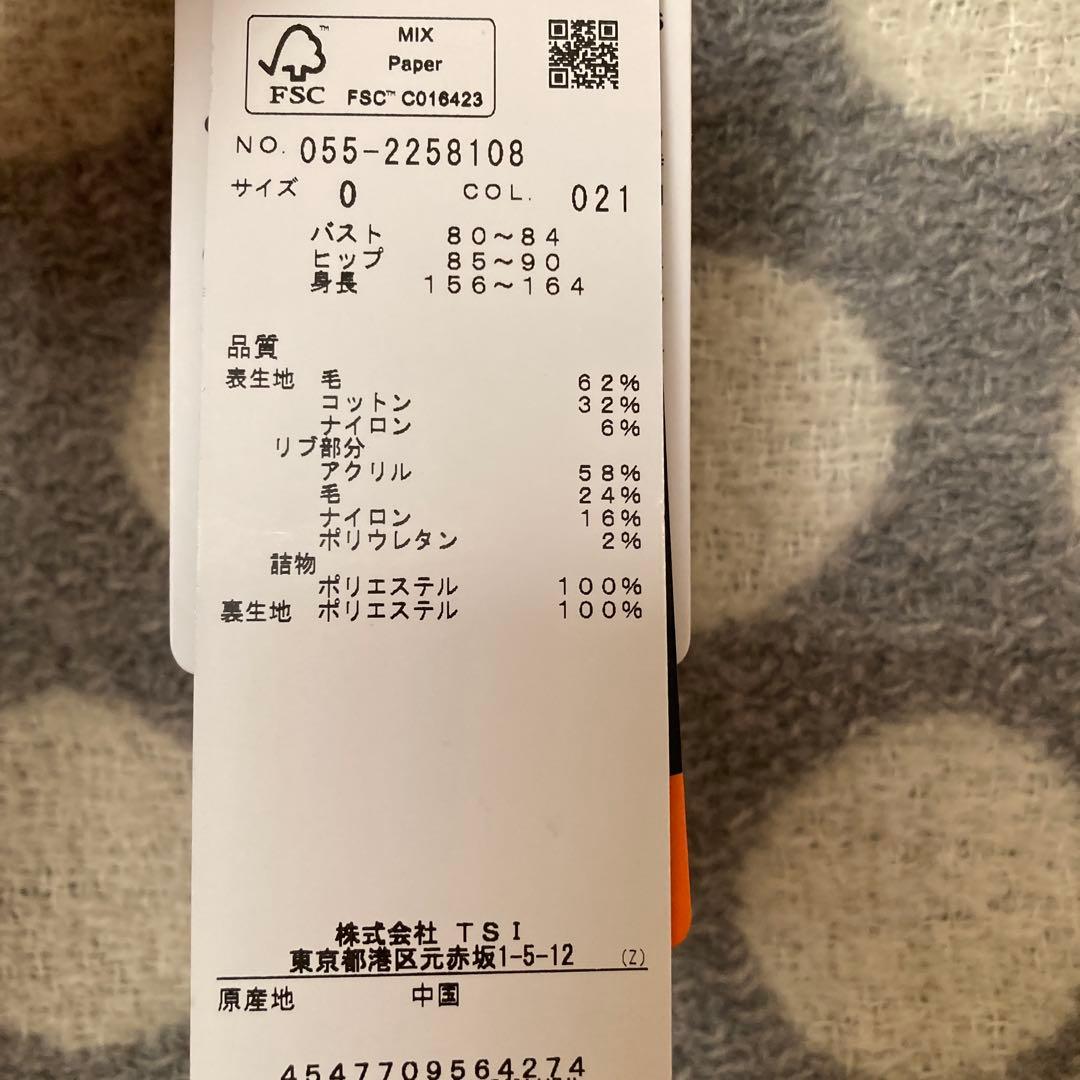 MIX
Paper
FSC™ C016423
FSC
NO. 055-2258108
サイズ 0 COL. 021
バスト 80～84
ヒップ 85～90
身長 156～164
品質
表生地 毛 62%
コットン 32%
ナイロン 6%
リブ部分
アクリル 58%
毛 24%
ナイロン 16%
ポリウレタン 2%
詰物
ポリエステル 100%
裏生地 ポリエステル 100%
株式会社 TSI
東京都港区元赤坂1-5-12 (Z)
原産地 中国
4547709564274